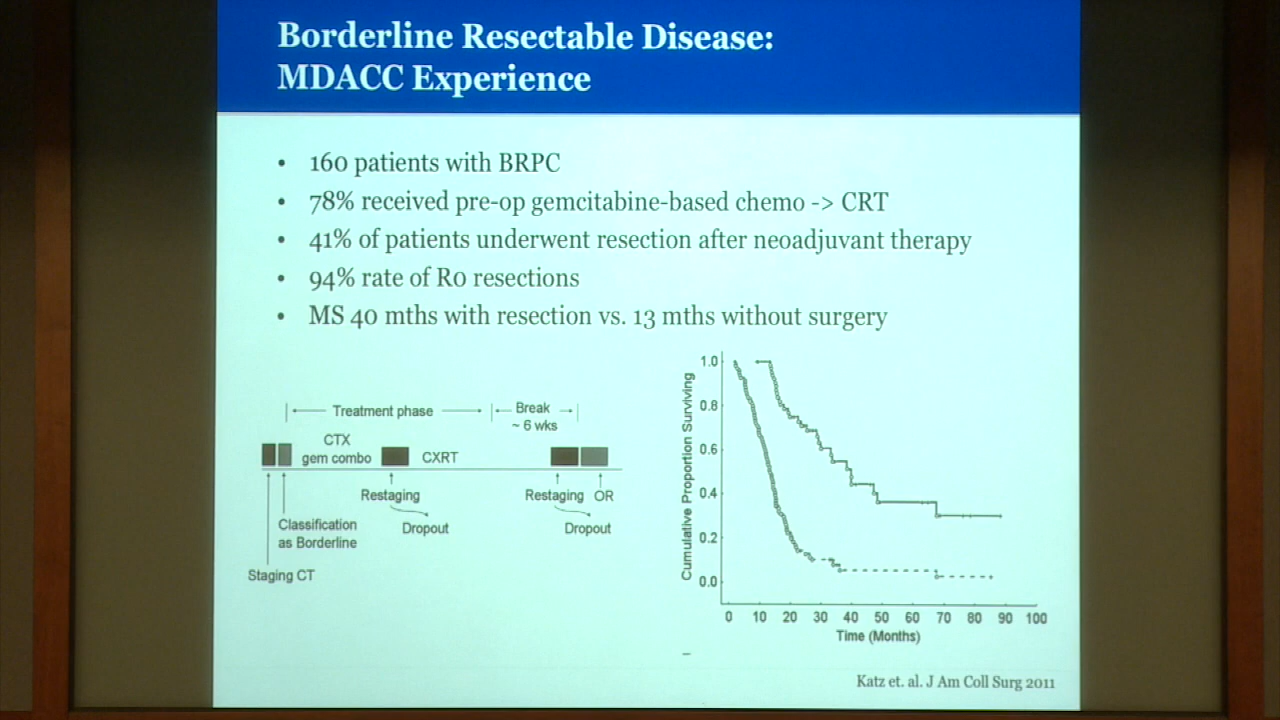 Borderline Resectable Disease:
MDACC Experience
• 160 patients with BRPC
• 78% received pre-op gemcitabine-based chemo -> CRT
• 41% of patients underwent resection after neoadjuvant therapy
• 94% rate of R0 resections
• MS 40 mths with resection vs. 13 mths without surgery
Treatment phase
Break
~ 6 wks
CTX
gem combo
CXRT
Restaging
Dropout
Restaging
OR
Dropout
Classification
as Borderline
Staging CT
Cumulative Proportion Surviving
1.0
0.8
0.6
0.4
0.2
0.0
0 10 20 30 40 50 60 70 80 90 100
Time (Months)
Katz et. al. J Am Coll Surg 2011